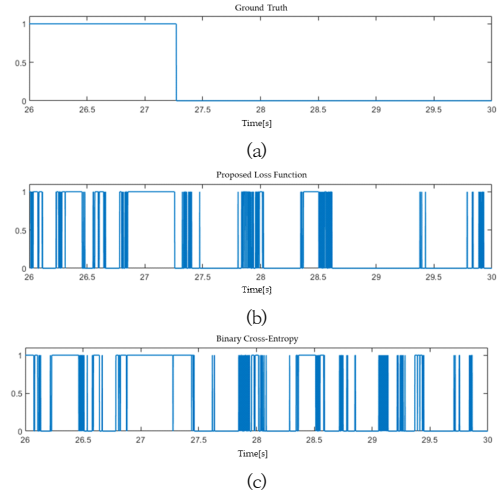 Ground Truth
1
0.5
0
26 26.5 27 27.5 28 28.5 29 29.5 30
Time[s]
(a)
Proposed Loss Function
1
0.5
0
26 26.5 27 27.5 28 28.5 29 29.5 30
Time[s]
(b)
Binary Cross-Entropy
1
0.5
0
26 26.5 27 27.5 28 28.5 29 29.5 30
Time[s]
(c)